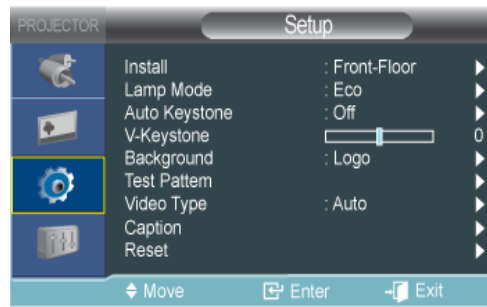 PROJECTOR Setup
Install : Front-Floor
Lamp Mode : Eco
Auto Keystone : Off
V-Keystone 0
Background : Logo
Test Pattem
Video Type : Auto
Caption
Reset
Move Enter Exit